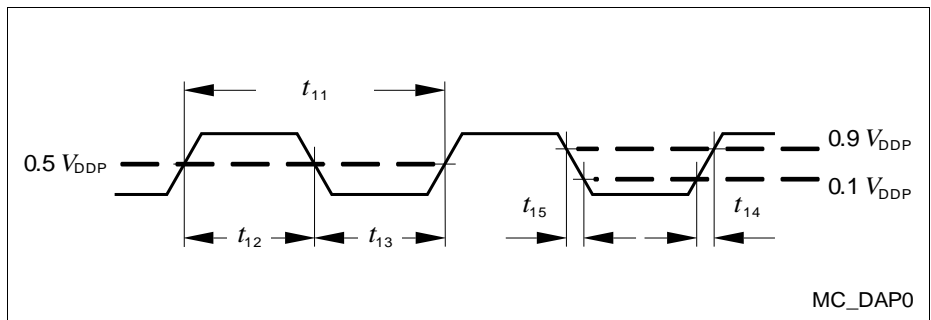 t11
0.5 VDDP
0.9 VDDP
0.1 VDDP
t12
t13
t15
t14
MC_DAP0